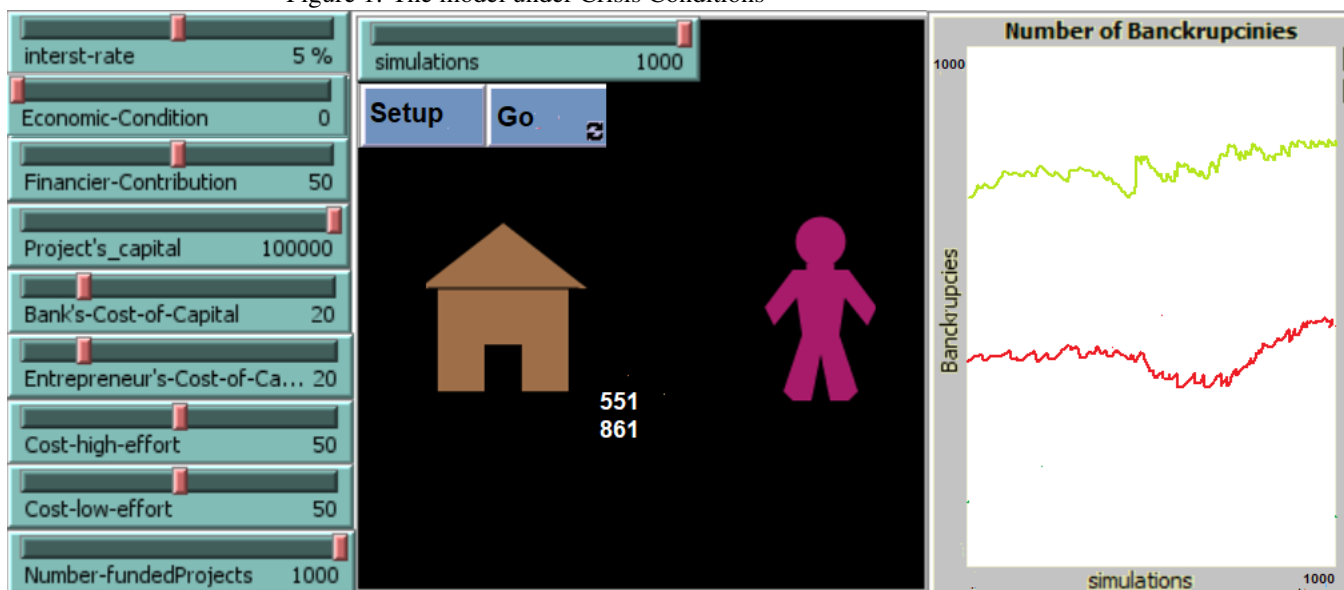 Figure 1: The model under Crisis Conditions
interst-rate 5 %
Economic-Condition 0
Financier-Contribution 50
Project's_capital 100000
Bank's-Cost-of-Capital 20
Entrepreneur's-Cost-of-Ca... 20
Cost-high-effort 50
Cost-low-effort 50
Number-fundedProjects 1000
simulations 1000
Setup Go
551
861
Number of Banckrupcinies
1000
Banckrupcies
simulations 1000